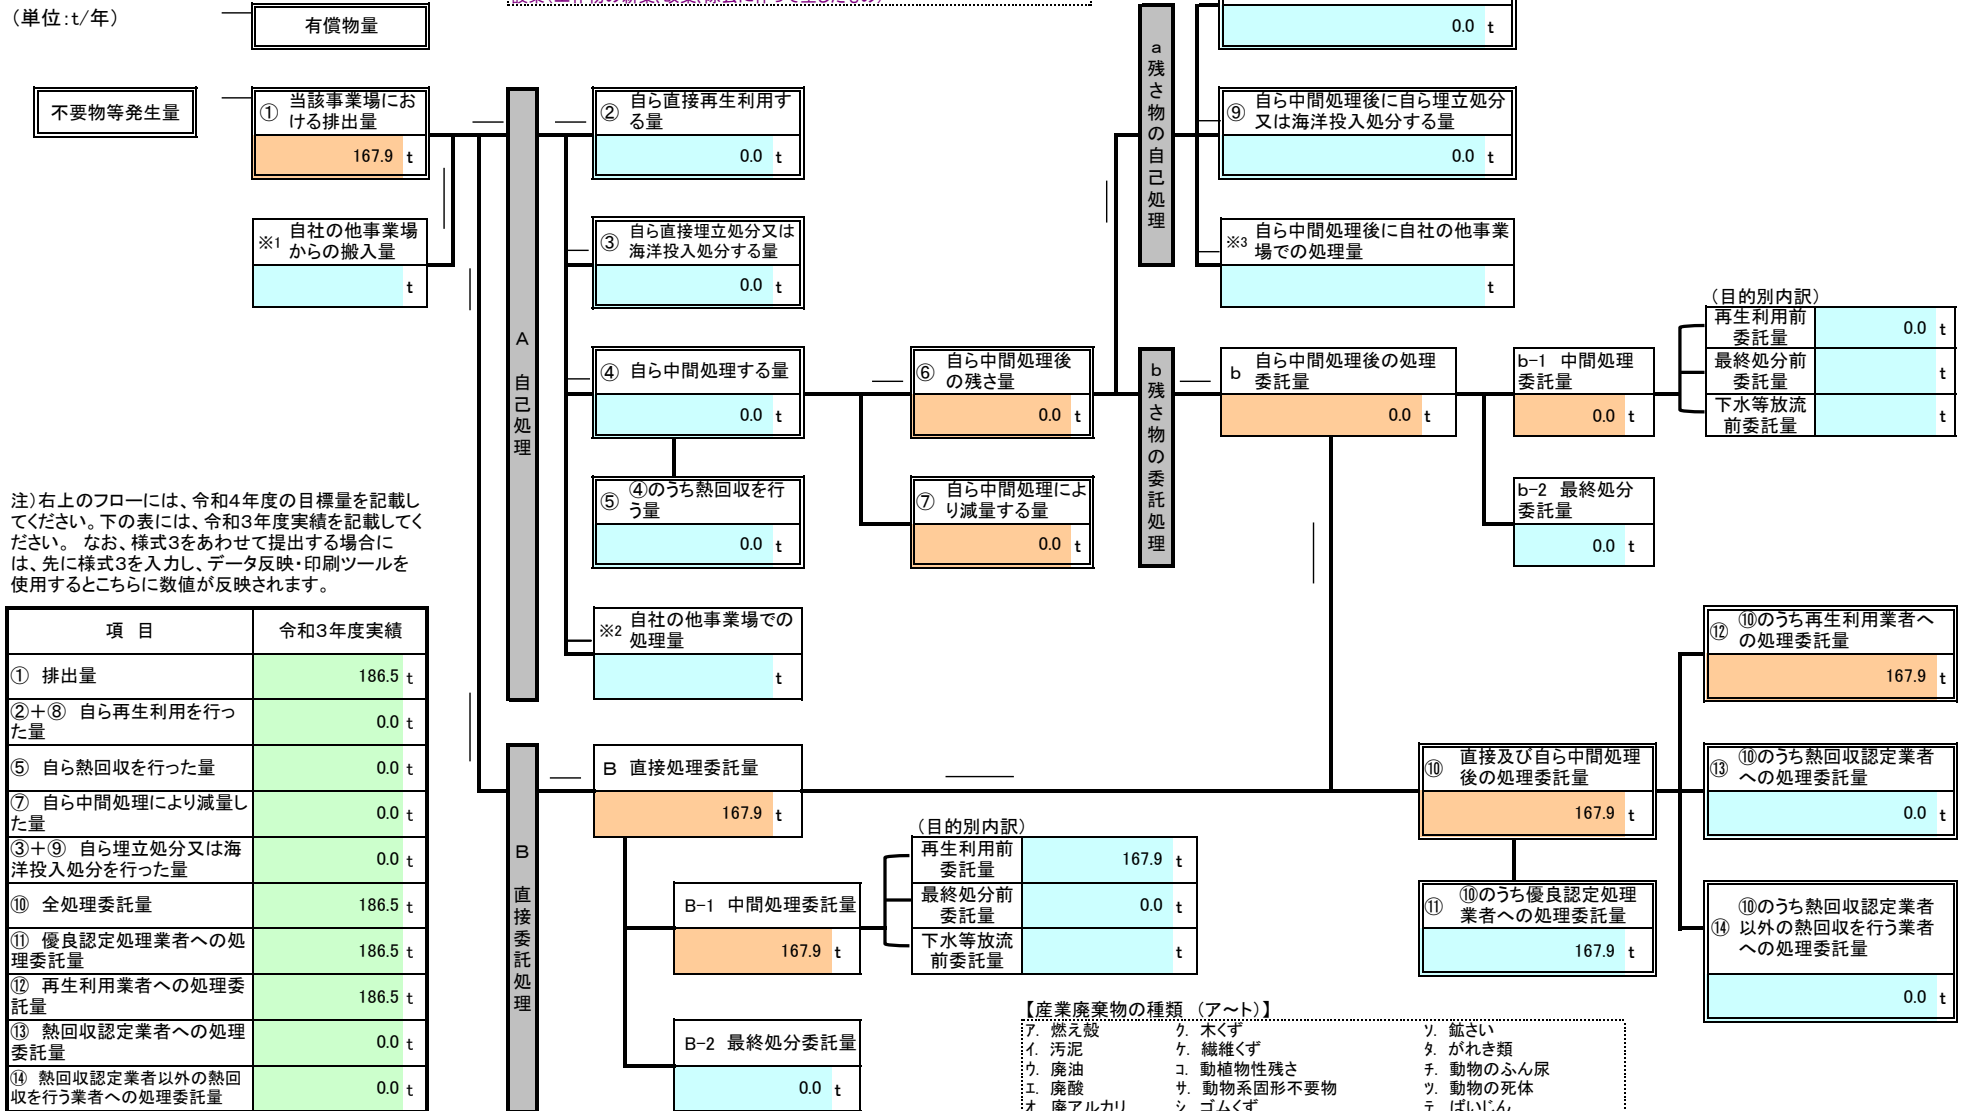 (単位:t/年)
有償物量
不要物等発生量
① 当該事業場にお
ける排出量
167.9 t
※1 自社の他事業場
からの搬入量
t
A 自己処理
② 自ら直接再生利用す
る量
0.0 t
③ 自ら直接埋立処分又は
海洋投入処分する量
0.0 t
④ 自ら中間処理する量
0.0 t
⑤ ④のうち熱回収を行
う量
0.0 t
※2 自社の他事業場での
処理量
t
⑥ 自ら中間処理後
の残さ量
0.0 t
⑦ 自ら中間処理によ
り減量する量
0.0 t
a 残さ物の自己処理
0.0 t
⑨ 自ら中間処理後に自ら埋立処分
又は海洋投入処分する量
0.0 t
※3 自ら中間処理後に自社の他事業
場での処理量
t
b 残さ物の委託処理
b 自ら中間処理後の処理
委託量
0.0 t
b-1 中間処理
委託量
0.0 t
b-2 最終処分
委託量
0.0 t
(目的別内訳)
再生利用前
委託量
0.0 t
最終処分前
委託量
t
下水等放流
前委託量
t
注)右上のフローには、令和4年度の目標量を記載し
てください。下の表には、令和3年度実績を記載してく
ださい。 なお、様式3をあわせて提出する場合に
は、先に様式3を入力し、データ反映・印刷ツールを
使用するとこちらに数値が反映されます。
項 目 令和3年度実績
① 排出量 186.5 t
②+⑧ 自ら再生利用を行っ
た量
0.0 t
⑤ 自ら熱回収を行った量 0.0 t
⑦ 自ら中間処理により減量し
た量
0.0 t
③+⑨ 自ら埋立処分又は海
洋投入処分を行った量
0.0 t
⑩ 全処理委託量 186.5 t
⑪ 優良認定処理業者への処
理委託量
186.5 t
⑫ 再生利用業者への処理委
託量
186.5 t
⑬ 熱回収認定業者への処理
委託量
0.0 t
⑭ 熱回収認定業者以外の熱回
収を行う業者への処理委託量
0.0 t
B 直接委託処理
B 直接処理委託量
167.9 t
B-1 中間処理委託量
167.9 t
B-2 最終処分委託量
0.0 t
(目的別内訳)
再生利用前
委託量
167.9 t
最終処分前
委託量
0.0 t
下水等放流
前委託量
t
⑩ 直接及び自ら中間処理
後の処理委託量
167.9 t
⑪ ⑩のうち優良認定処理
業者への処理委託量
167.9 t
⑫ ⑩のうち再生利用業者へ
の処理委託量
167.9 t
⑬ ⑩のうち熱回収認定業者
への処理委託量
0.0 t
⑭ ⑩のうち熱回収認定業者
以外の熱回収を行う業者
への処理委託量
0.0 t
【産業廃棄物の種類 (ア~ト)】
ア. 燃え殻 ク. 木くず ソ. 鉱さい
イ. 汚泥 ケ. 繊維くず タ. がれき類
ウ. 廃油 コ. 動植物性残さ チ. 動物のふん尿
エ. 廃酸 サ. 動物系固形不要物 ツ. 動物の死体
オ. 廃アルカリ シ. ゴムくず テ. ばいじん